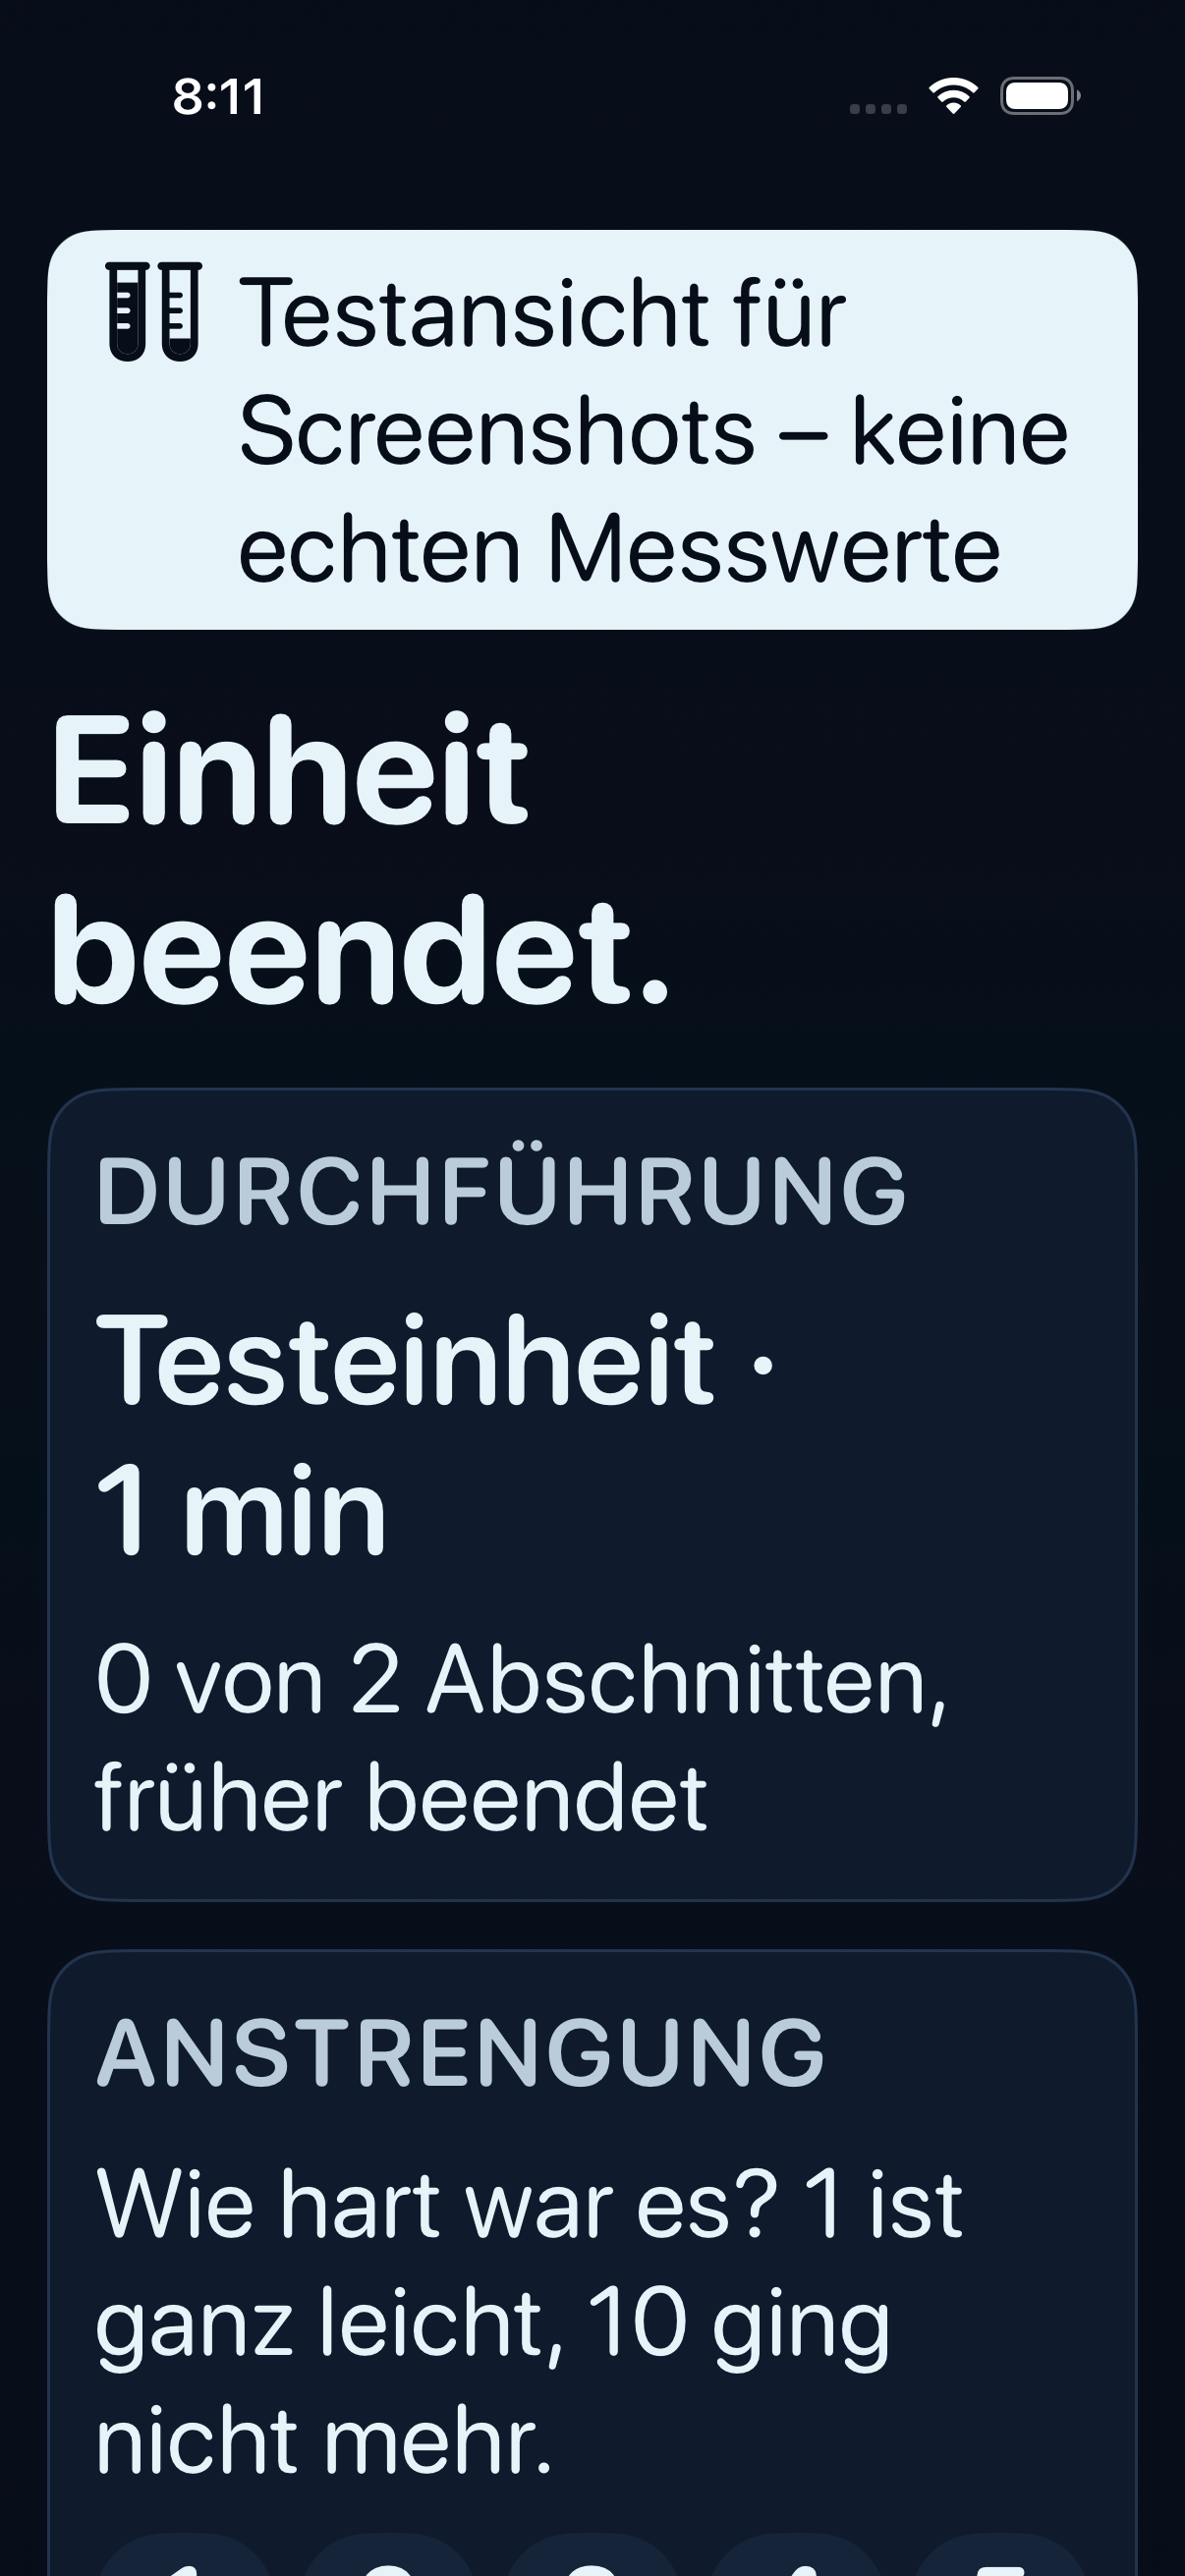 8:11
Testansicht für
Screenshots – keine
echten Messwerte
Einheit
beendet.
DURCHFÜHRUNG
Testeinheit ·
1 min
0 von 2 Abschnitten,
früher beendet
ANSTRENGUNG
Wie hart war es? 1 ist
ganz leicht, 10 ging
nicht mehr.